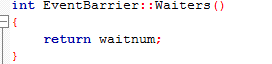 int EventBarrier::Waiters()
{
return waitnum;
}